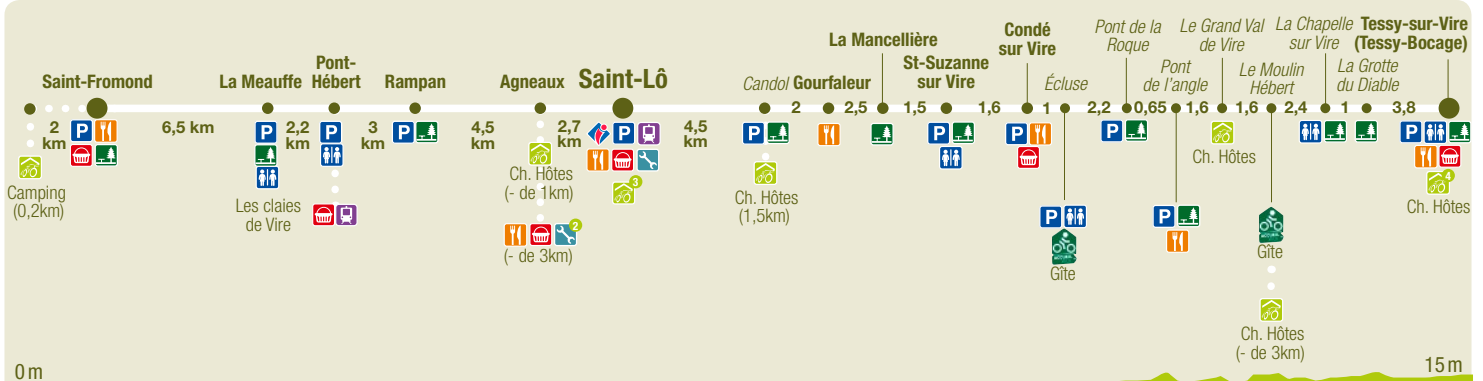 Saint-Fromond
La Meauffe
Pont-
Hébert
Rampan
Agneaux
Saint-Lô
Candol
Gourfaleur
La Mancellière
St-Suzanne
sur Vire
Condé
sur Vire
Écluse
Pont de la
Roque
Pont
de l'angle
Le Grand Val
de Vire
Le Moulin
Hébert
La Chapelle
sur Vire
La Grotte
du Diable
Tessy-sur-Vire
(Tessy-Bocage)
2
km
6,5 km
2,2
km
3
km
4,5
km
2,7
km
4,5
km
2
2,5
1,5
1,6
1
2,2
0,65
1,6
1,6
2,4
1
3,8
P
P
P
P
P
P
P
P
P
P
P
P
Camping
(0,2km)
Les claies
de Vire
Ch. Hôtes
(- de 1km)
2
(- de 3km)
3
Ch. Hôtes
(1,5km)
Gîte
Ch. Hôtes
Gîte
Ch. Hôtes
(- de 3km)
4
Ch. Hôtes
0 m
15 m